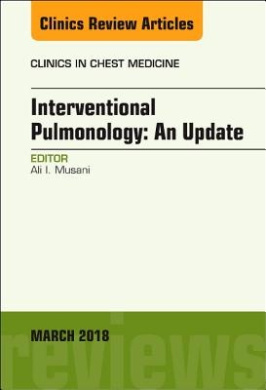 Clinics Review Articles
CLINICS IN CHEST MEDICINE
Interventional
Pulmonology: An Update
EDITOR
Ali I. Musani
MARCH 2018
reviews